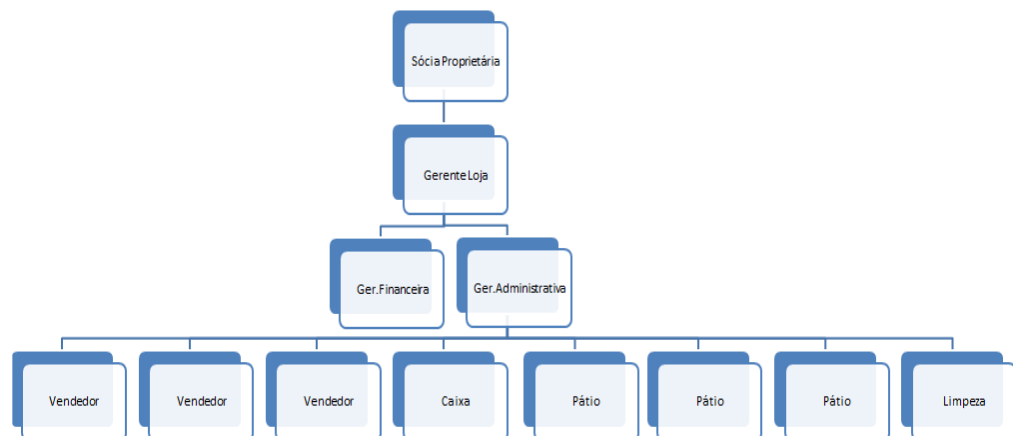 Sócia Proprietária
Gerente Loja
Ger. Financeira
Ger. Administrativa
Vendedor
Vendedor
Vendedor
Caixa
Pátio
Pátio
Pátio
Limpeza